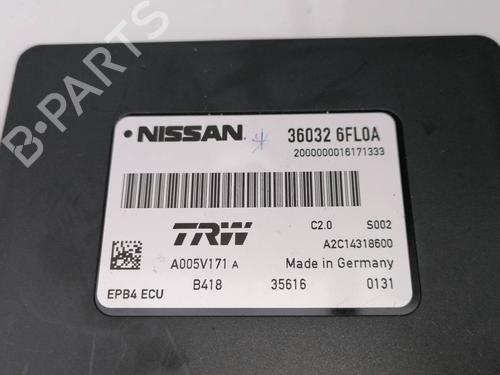 B-PARTS
NISSAN 36032 6FL0A
2000000016171333
TRW C2.0 S002
A2C14318600
A005V171 A Made in Germany
EPB4 ECU B418 35616 0131